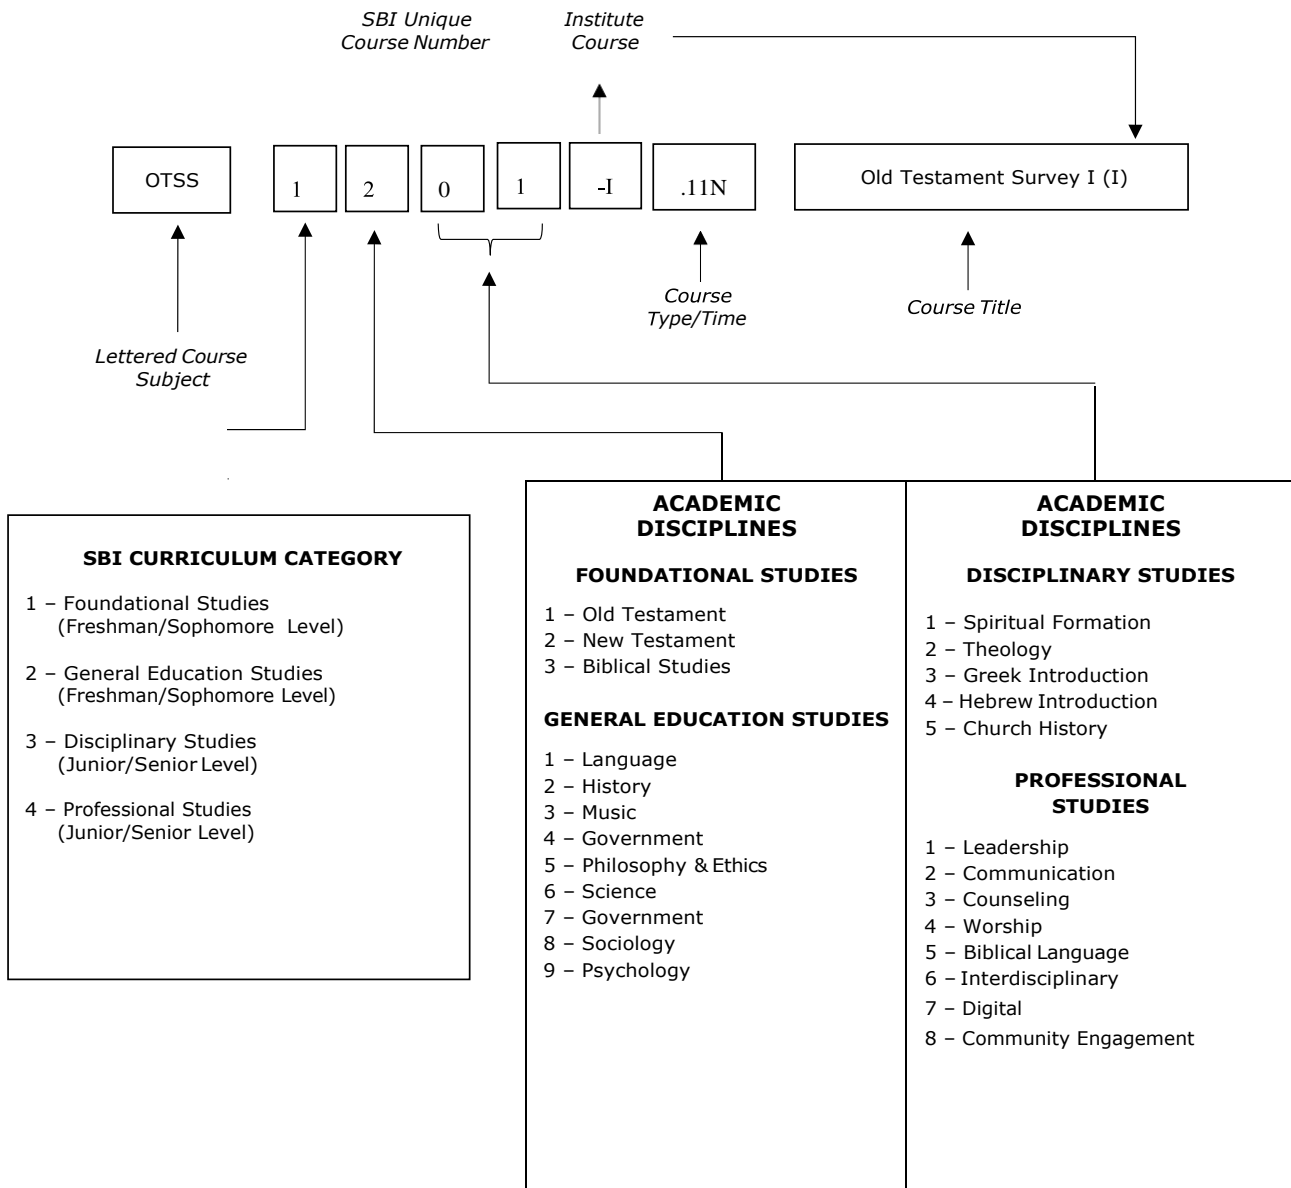 SBI Unique
Course Number
Institute
Course
OTSS
1
2
0
1
-I
.11N
Old Testament Survey I (I)
Course
Type/Time
Course Title
Lettered Course
Subject
SBI CURRICULUM CATEGORY
1 – Foundational Studies
(Freshman/Sophomore Level)
2 – General Education Studies
(Freshman/Sophomore Level)
3 – Disciplinary Studies
(Junior/Senior Level)
4 – Professional Studies
(Junior/Senior Level)
ACADEMIC
DISCIPLINES
FOUNDATIONAL STUDIES
1 – Old Testament
2 – New Testament
3 – Biblical Studies
GENERAL EDUCATION STUDIES
1 – Language
2 – History
3 – Music
4 – Government
5 – Philosophy & Ethics
6 – Science
7 – Government
8 – Sociology
9 – Psychology
ACADEMIC
DISCIPLINES
DISCIPLINARY STUDIES
1 – Spiritual Formation
2 – Theology
3 – Greek Introduction
4 – Hebrew Introduction
5 – Church History
PROFESSIONAL
STUDIES
1 – Leadership
2 – Communication
3 – Counseling
4 – Worship
5 – Biblical Language
6 – Interdisciplinary
7 – Digital
8 – Community Engagement